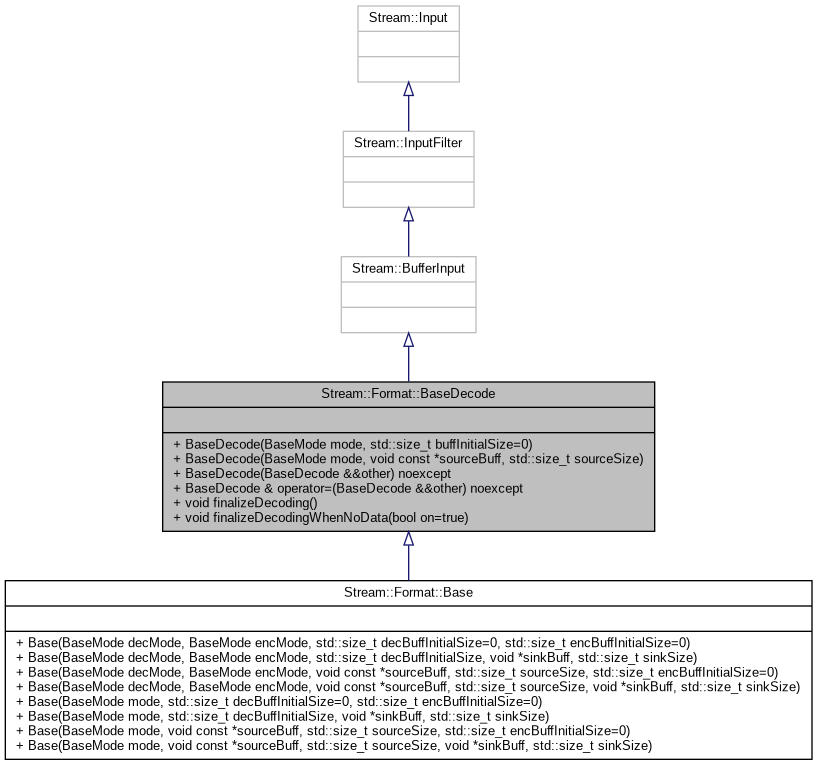 Stream::Input
Stream::InputFilter
Stream::BufferInput
Stream::Format::BaseDecode
+ BaseDecode(BaseMode mode, std::size_t buffInitialSize=0)
+ BaseDecode(BaseMode mode, void const *sourceBuff, std::size_t sourceSize)
+ BaseDecode(BaseDecode &&other) noexcept
+ BaseDecode & operator=(BaseDecode &&other) noexcept
+ void finalizeDecoding()
+ void finalizeDecodingWhenNoData(bool on=true)
Stream::Format::Base
+ Base(BaseMode decMode, BaseMode encMode, std::size_t decBuffInitialSize=0, std::size_t encBuffInitialSize=0)
+ Base(BaseMode decMode, BaseMode encMode, std::size_t decBuffInitialSize, void *sinkBuff, std::size_t sinkSize)
+ Base(BaseMode decMode, BaseMode encMode, void const *sourceBuff, std::size_t sourceSize, std::size_t encBuffInitialSize=0)
+ Base(BaseMode decMode, BaseMode encMode, void const *sourceBuff, std::size_t sourceSize, void *sinkBuff, std::size_t sinkSize)
+ Base(BaseMode mode, std::size_t decBuffInitialSize=0, std::size_t encBuffInitialSize=0)
+ Base(BaseMode mode, std::size_t decBuffInitialSize, void *sinkBuff, std::size_t sinkSize)
+ Base(BaseMode mode, void const *sourceBuff, std::size_t sourceSize, std::size_t encBuffInitialSize=0)
+ Base(BaseMode mode, void const *sourceBuff, std::size_t sourceSize, void *sinkBuff, std::size_t sinkSize)